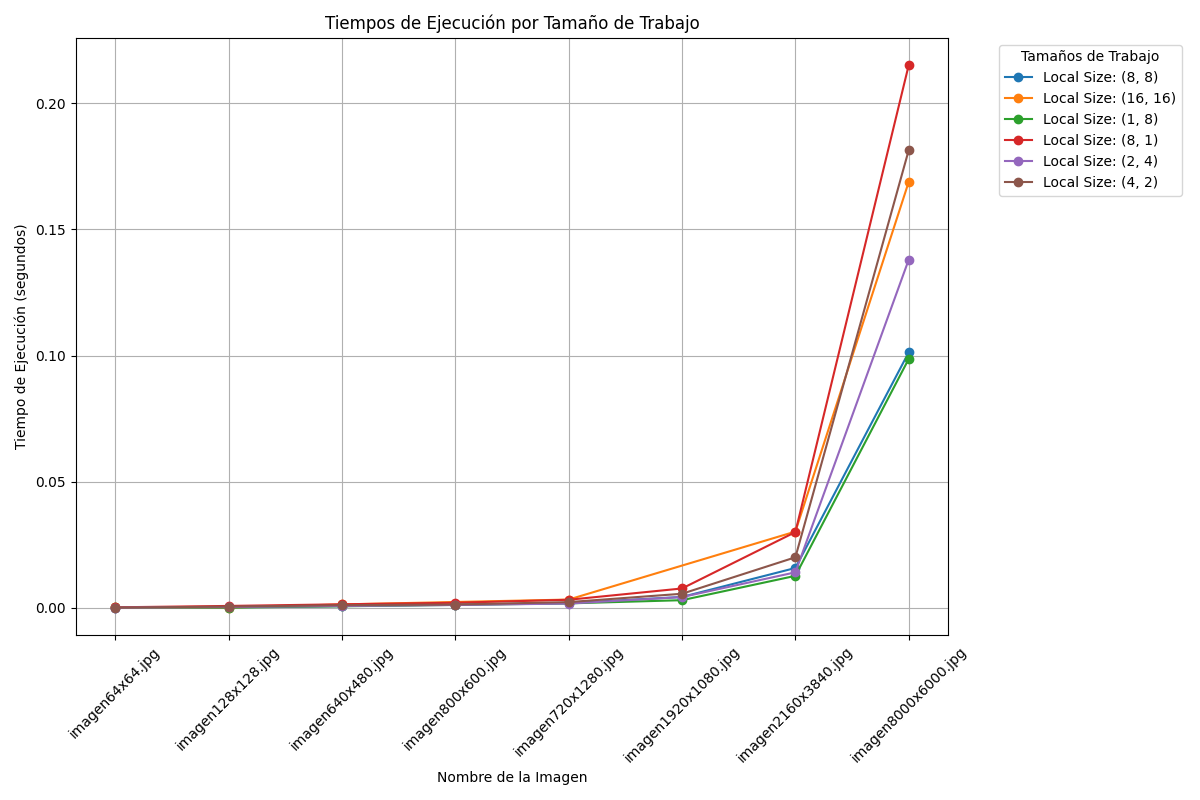 Tiempos de Ejecución por Tamaño de Trabajo
Tamaños de Trabajo
Local Size: (8, 8)
Local Size: (16, 16)
Local Size: (1, 8)
Local Size: (8, 1)
Local Size: (2, 4)
Local Size: (4, 2)
Tiempo de Ejecución (segundos)
0.20
0.15
0.10
0.05
0.00
imagen64x64.jpg
imagen128x128.jpg
imagen640x480.jpg
imagen800x600.jpg
imagen720x1280.jpg
imagen1920x1080.jpg
imagen2160x3840.jpg
imagen8000x6000.jpg
Nombre de la Imagen